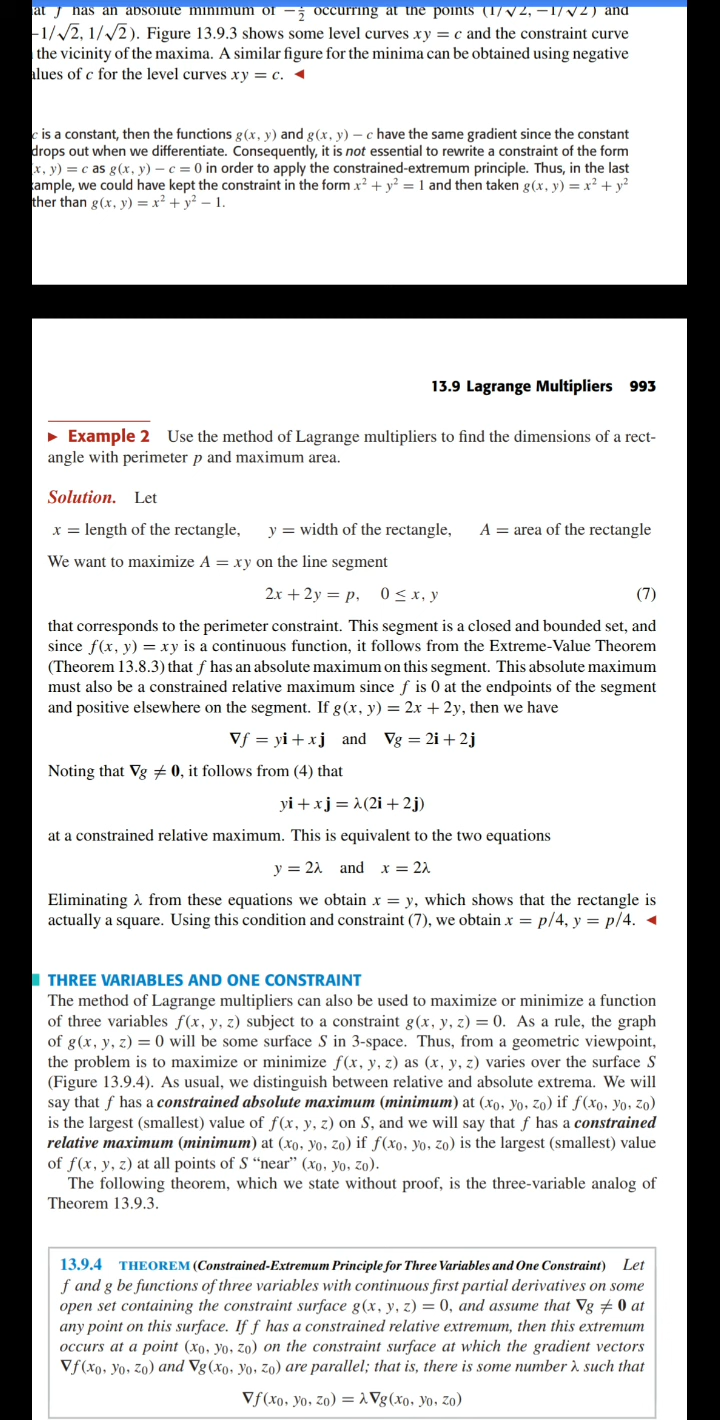 at f has an absolute minimum of −1/2 occurring at the points (1/√2, −1/√2) and
−1/√2, 1/√2). Figure 13.9.3 shows some level curves xy = c and the constraint curve
the vicinity of the maxima. A similar figure for the minima can be obtained using negative
alues of c for the level curves xy = c. ◄
c is a constant, then the functions g(x, y) and g(x, y) − c have the same gradient since the constant
drops out when we differentiate. Consequently, it is not essential to rewrite a constraint of the form
(x, y) = c as g(x, y) − c = 0 in order to apply the constrained-extremum principle. Thus, in the last
ample, we could have kept the constraint in the form x² + y² = 1 and then taken g(x, y) = x² + y²
ther than g(x, y) = x² + y² − 1.
13.9 Lagrange Multipliers 993
► Example 2 Use the method of Lagrange multipliers to find the dimensions of a rect-
angle with perimeter p and maximum area.
Solution. Let
x = length of the rectangle, y = width of the rectangle, A = area of the rectangle
We want to maximize A = xy on the line segment
2x + 2y = p, 0 ≤ x, y (7)
that corresponds to the perimeter constraint. This segment is a closed and bounded set, and
since f(x, y) = xy is a continuous function, it follows from the Extreme-Value Theorem
(Theorem 13.8.3) that f has an absolute maximum on this segment. This absolute maximum
must also be a constrained relative maximum since f is 0 at the endpoints of the segment
and positive elsewhere on the segment. If g(x, y) = 2x + 2y, then we have
∇f = yi + xj and ∇g = 2i + 2j
Noting that ∇g ≠ 0, it follows from (4) that
yi + xj = λ(2i + 2j)
at a constrained relative maximum. This is equivalent to the two equations
y = 2λ and x = 2λ
Eliminating λ from these equations we obtain x = y, which shows that the rectangle is
actually a square. Using this condition and constraint (7), we obtain x = p/4, y = p/4. ◄
THREE VARIABLES AND ONE CONSTRAINT
The method of Lagrange multipliers can also be used to maximize or minimize a function
of three variables f(x, y, z) subject to a constraint g(x, y, z) = 0. As a rule, the graph
of g(x, y, z) = 0 will be some surface S in 3-space. Thus, from a geometric viewpoint,
the problem is to maximize or minimize f(x, y, z) as (x, y, z) varies over the surface S
(Figure 13.9.4). As usual, we distinguish between relative and absolute extrema. We will
say that f has a constrained absolute maximum (minimum) at (x₀, y₀, z₀) if f(x₀, y₀, z₀)
is the largest (smallest) value of f(x, y, z) on S, and we will say that f has a constrained
relative maximum (minimum) at (x₀, y₀, z₀) if f(x₀, y₀, z₀) is the largest (smallest) value
of f(x, y, z) at all points of S “near” (x₀, y₀, z₀).
The following theorem, which we state without proof, is the three-variable analog of
Theorem 13.9.3.
13.9.4 THEOREM (Constrained-Extremum Principle for Three Variables and One Constraint) Let
f and g be functions of three variables with continuous first partial derivatives on some
open set containing the constraint surface g(x, y, z) = 0, and assume that ∇g ≠ 0 at
any point on this surface. If f has a constrained relative extremum, then this extremum
occurs at a point (x₀, y₀, z₀) on the constraint surface at which the gradient vectors
∇f(x₀, y₀, z₀) and ∇g(x₀, y₀, z₀) are parallel; that is, there is some number λ such that
∇f(x₀, y₀, z₀) = λ∇g(x₀, y₀, z₀)